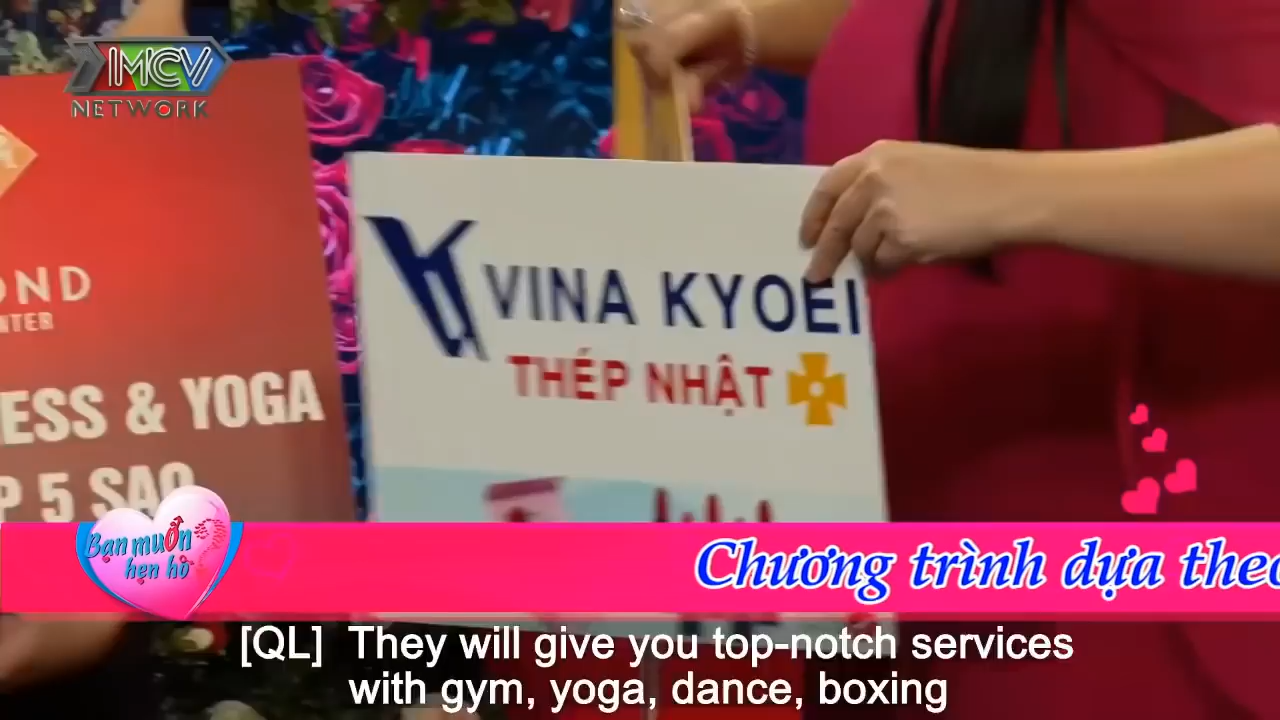 MCV
NETWORK
OND
NTER
ESS & YOGA
P 5 SAO
VINA KYOEI
THÉP NHẬT
Bạn muốn
hẹn hò
Chương trình dựa theo
[QL] They will give you top-notch services
with gym, yoga, dance, boxing